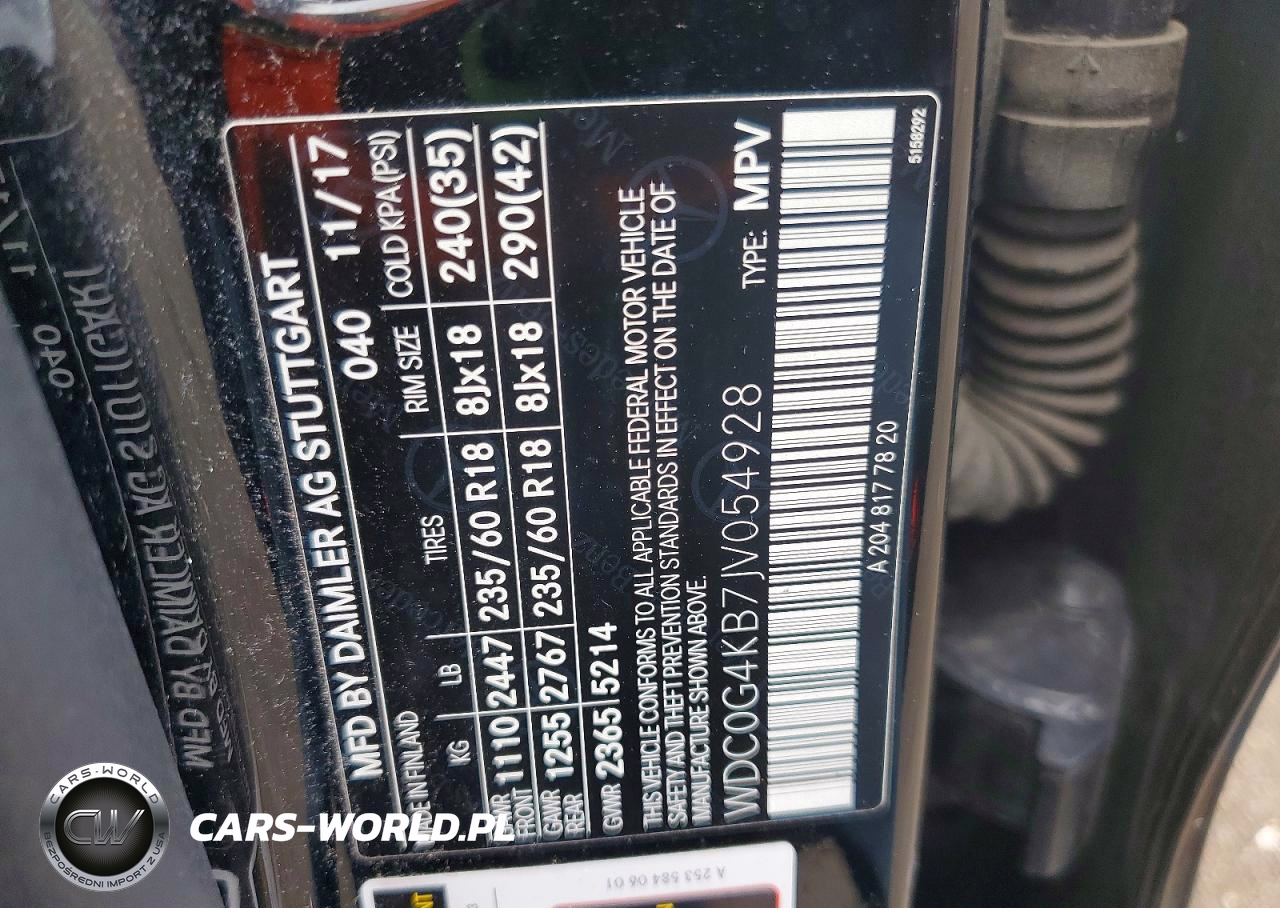 MFD BY DAIMLER AG STUTTGART
MADE IN FINLAND 040 11/17
KG LB TIRES RIM SIZE COLD KPA(PSI)
GAWR FRONT 1110 2447 235/60 R18 8Jx18 240(35)
GAWR REAR 1255 2767 235/60 R18 8Jx18 290(42)
GWR 2365 5214
THIS VEHICLE CONFORMS TO ALL APPLICABLE FEDERAL MOTOR VEHICLE
SAFETY AND THEFT PREVENTION STANDARDS IN EFFECT ON THE DATE OF
MANUFACTURE SHOWN ABOVE.
WDC0G4KB7JV054928 TYPE: MPV
A 204 817 78 20
5158292
A 253 584 06 01
CARS-WORLD
CW
BEZPOŚREDNI IMPORT Z USA
CARS-WORLD.PL